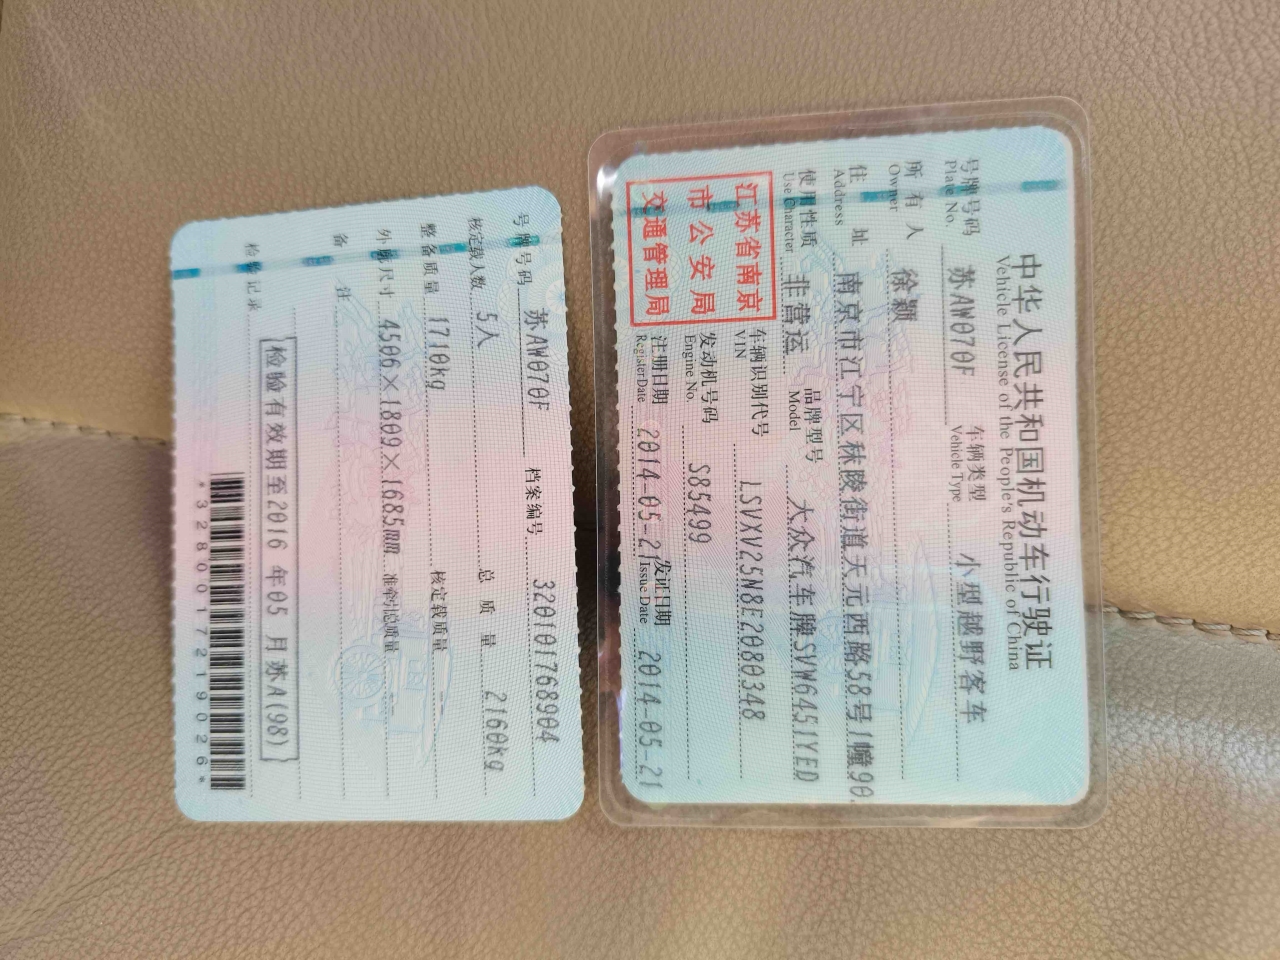 中华人民共和国机动车行驶证
Vehicle License of the People's Republic of China
号牌号码 苏AW070F 车辆类型 小型越野客车
Plate No. Vehicle Type
所有人 徐颖
Owner
住址 南京市江宁区秣陵街道天元西路58号1幢90
Address
使用性质 非营运 品牌型号 大众汽车牌SVW6451YED
Use Character Model
江苏省南京
市公安局
交通管理局
车辆识别代号 LSVXV25N8E2080348
VIN
发动机号码 S85499
Engine No.
注册日期 2014-05-21 发证日期 2014-05-21
Register Date Issue Date
号牌号码 苏AW070F 档案编号 320101768904
核定载人数 5人 总质量 2160kg
整备质量 1710kg 核定载质量 --
外廓尺寸 4506×1809×1685mm 准牵引总质量 --
备注
检验记录 检验有效期至2016 年05 月苏A(98)
*3280017219026*